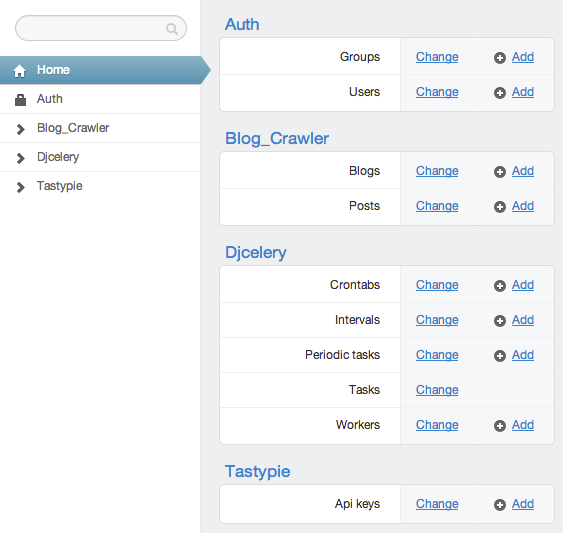 Home
Auth
Blog_Crawler
Djcelery
Tastypie
Auth
Groups Change Add
Users Change Add
Blog_Crawler
Blogs Change Add
Posts Change Add
Djcelery
Crontabs Change Add
Intervals Change Add
Periodic tasks Change Add
Tasks Change
Workers Change Add
Tastypie
Api keys Change Add